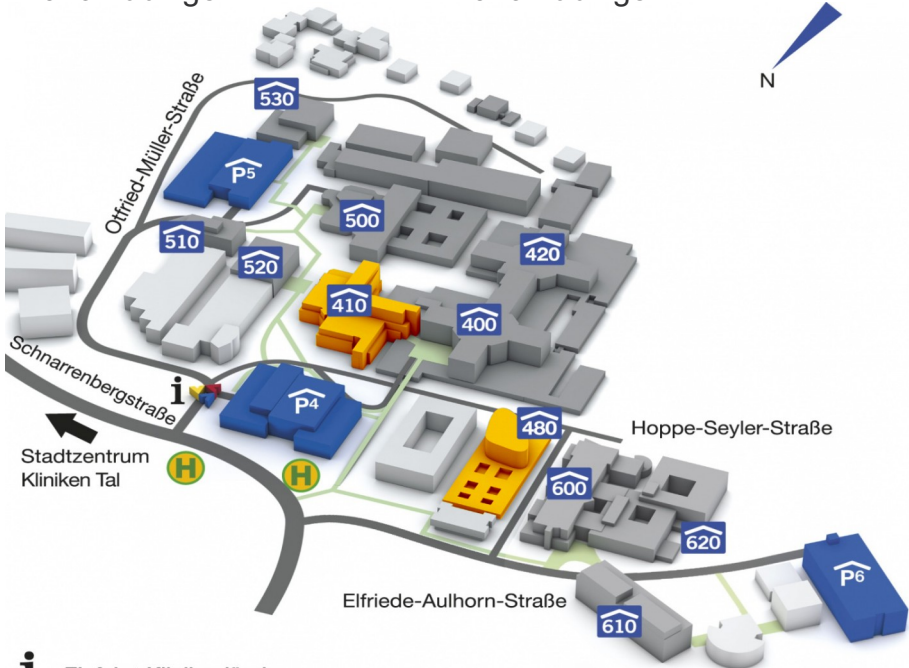 N
530
Otfried-Müller-Straße
P5
500
510
520
420
410
400
Schnarrenbergstraße
i
P4
480
Hoppe-Seyler-Straße
Stadtzentrum
Kliniken Tal
H
H
600
620
P6
Elfriede-Aulhorn-Straße
610
i